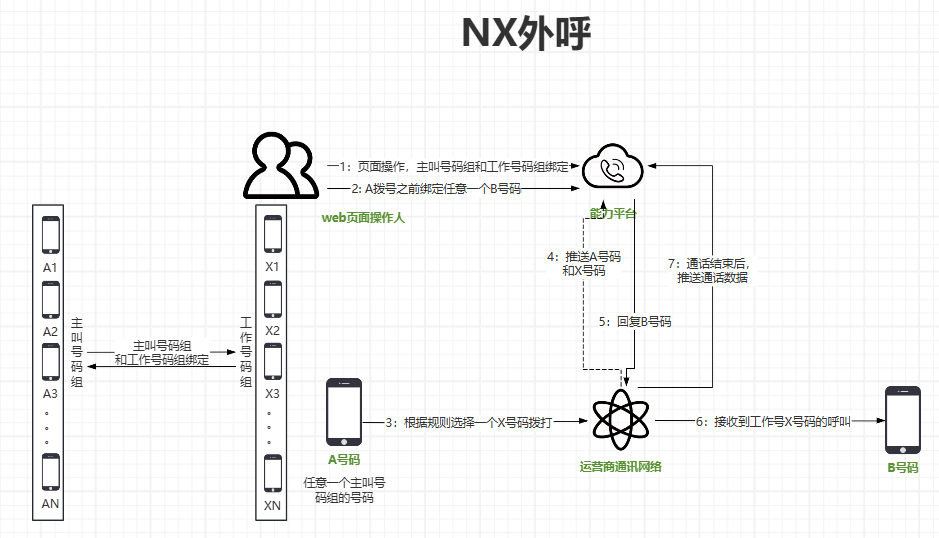 NX外呼
1：页面操作，主叫号码组和工作号码组绑定
2: A拨号之前绑定任意一个B号码
web页面操作人
能力平台
4：推送A号码
和X号码
7：通话结束后，
推送通话数据
5：回复B号码
A1
A2
A3
AN
主叫号码组
主叫号码组
和工作号码组绑定
工作号码组
X1
X2
X3
XN
3：根据规则选择一个X号码拨打
A号码
任意一个主叫号
码组的号码
运营商通讯网络
6：接收到工作号X号码的呼叫
B号码